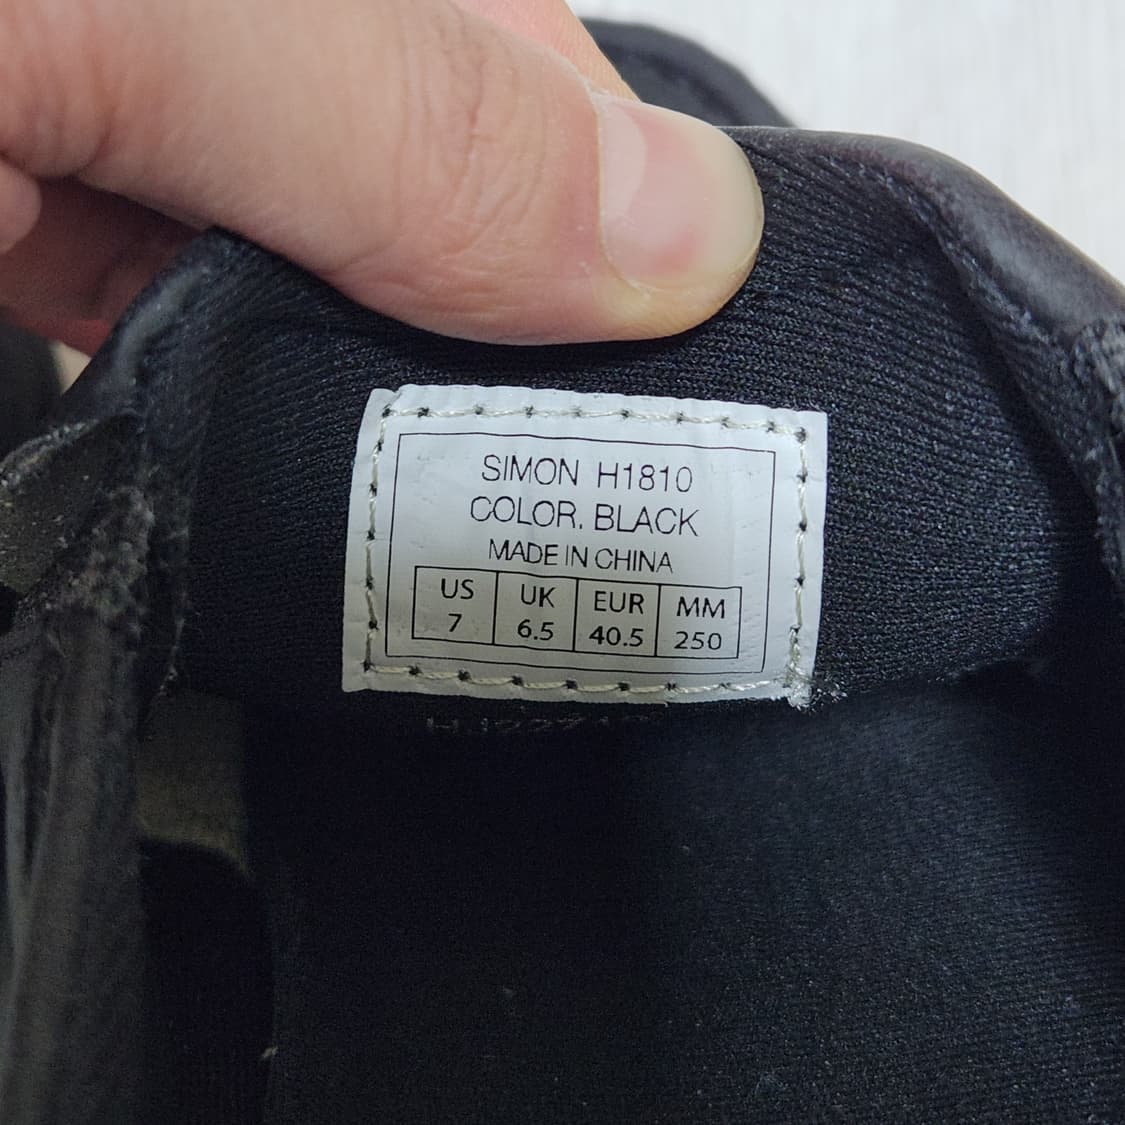 SIMON H1810
COLOR. BLACK
MADE IN CHINA
US UK EUR MM
7 6.5 40.5 250